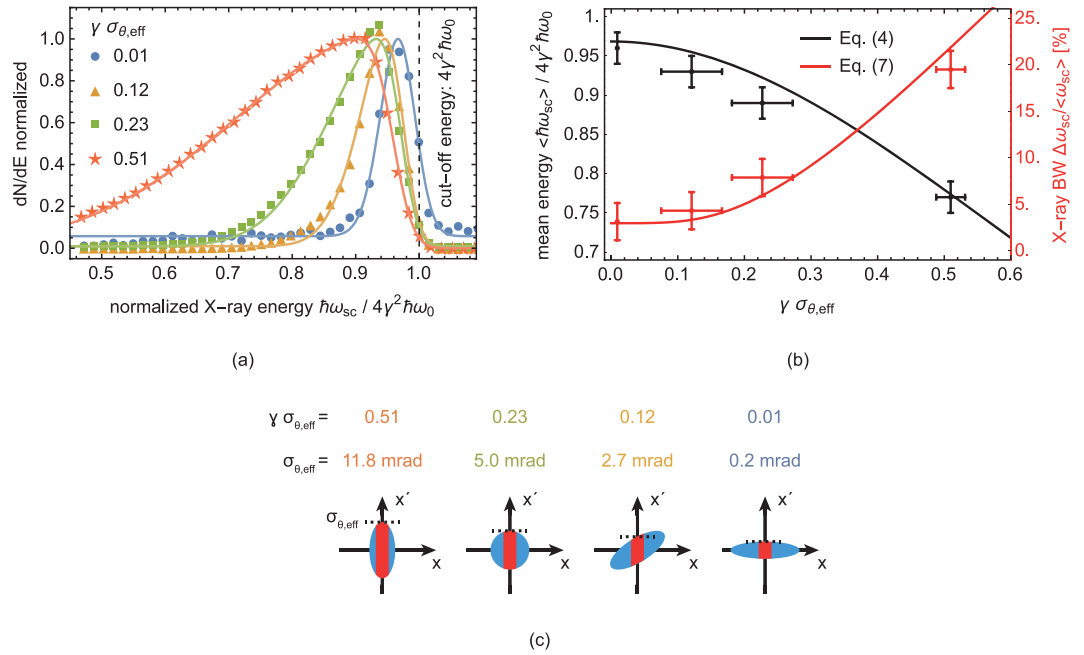 γ σθ,eff
0.01
0.12
0.23
0.51
dN/dE normalized
1.0
0.8
0.6
0.4
0.2
0.0
cut–off energy: 4γ²ℏω₀
0.5 0.6 0.7 0.8 0.9 1.0
normalized X–ray energy ℏωsc / 4γ²ℏω₀
(a)
mean energy <ℏωsc> / 4γ²ℏω₀
0.98
0.95
0.9
0.85
0.8
0.75
0.7
Eq. (4)
Eq. (7)
25.
20.
15.
10.
5.
0.
X–ray BW Δωsc/<ωsc> [%]
0.0 0.1 0.2 0.3 0.4 0.5 0.6
γ σθ,eff
(b)
γ σθ,eff = 0.51 0.23 0.12 0.01
σθ,eff = 11.8 mrad 5.0 mrad 2.7 mrad 0.2 mrad
x´ x´ x´ x´
σθ,eff
x x x x
(c)